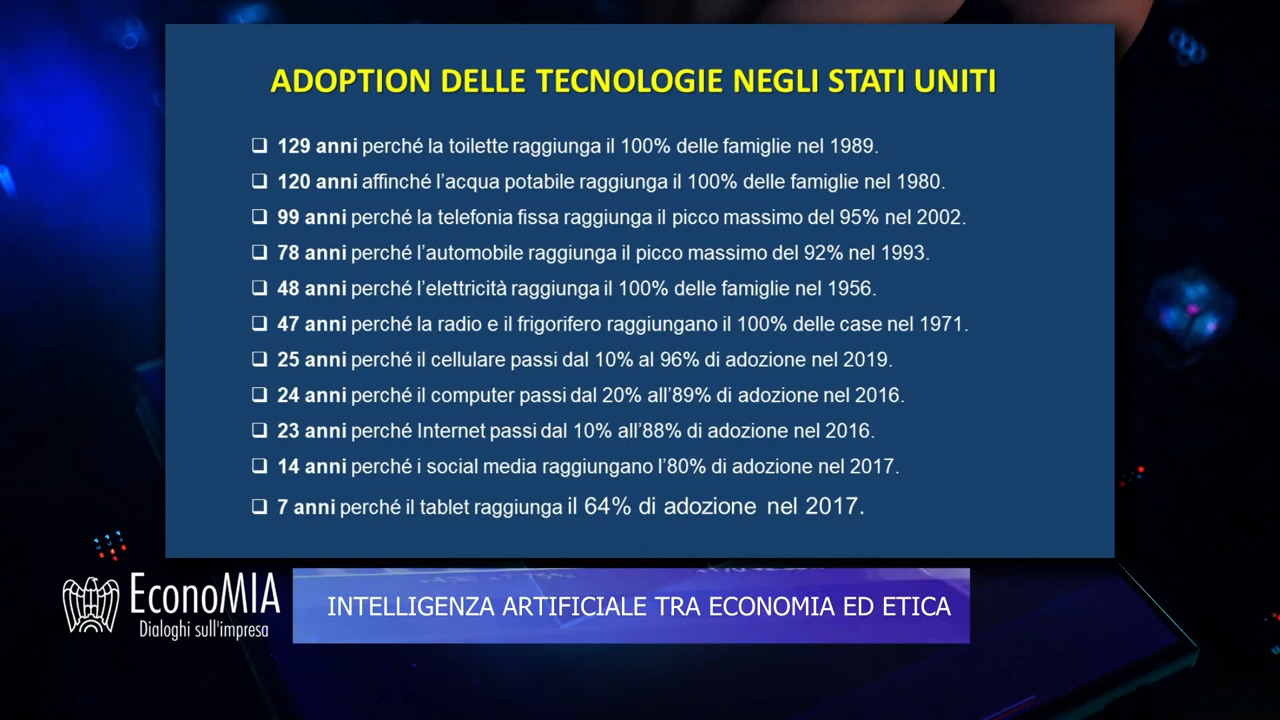 ADOPTION DELLE TECNOLOGIE NEGLI STATI UNITI
129 anni perché la toilette raggiunga il 100% delle famiglie nel 1989.
120 anni affinché l'acqua potabile raggiunga il 100% delle famiglie nel 1980.
99 anni perché la telefonia fissa raggiunga il picco massimo del 95% nel 2002.
78 anni perché l'automobile raggiunga il picco massimo del 92% nel 1993.
48 anni perché l'elettricità raggiunga il 100% delle famiglie nel 1956.
47 anni perché la radio e il frigorifero raggiungano il 100% delle case nel 1971.
25 anni perché il cellulare passi dal 10% al 96% di adozione nel 2019.
24 anni perché il computer passi dal 20% all'89% di adozione nel 2016.
23 anni perché Internet passi dal 10% all'88% di adozione nel 2016.
14 anni perché i social media raggiungano l'80% di adozione nel 2017.
7 anni perché il tablet raggiunga il 64% di adozione nel 2017.
EconoMIA
Dialoghi sull'impresa
INTELLIGENZA ARTIFICIALE TRA ECONOMIA ED ETICA